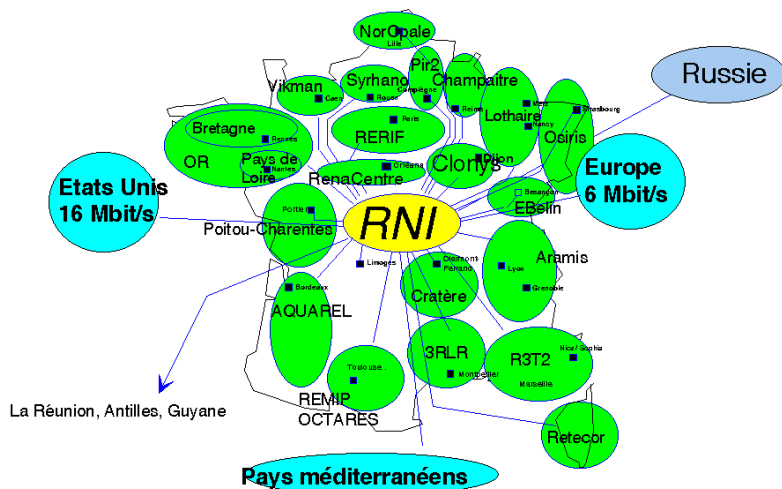 NorOpale
Lille
Pir2
Compiègne
Champaitre
Reims
Syrhano
Rouen
Vikman
Caen
Lothaire
Metz
Nancy
Strasbourg
Osiris
Russie
Bretagne
Rennes
OR
Pays de
Loire
Nantes
Paris
RERIF
Orléans
RenaCentre
Clonys
Dijon
Europe
6 Mbit/s
Etats Unis
16 Mbit/s
Besancon
EBelin
Poitier
Poitou-Charentes
RNI
Limoges
Clermont-
Ferrand
Cratère
Aramis
Lyon
Grenoble
Bordeaux
AQUAREL
Toulouse
REMIP
OCTARES
3RLR
Montpellier
R3T2
Nice/Sophia
Marseille
La Réunion, Antilles, Guyane
Retecor
Pays méditerranéens